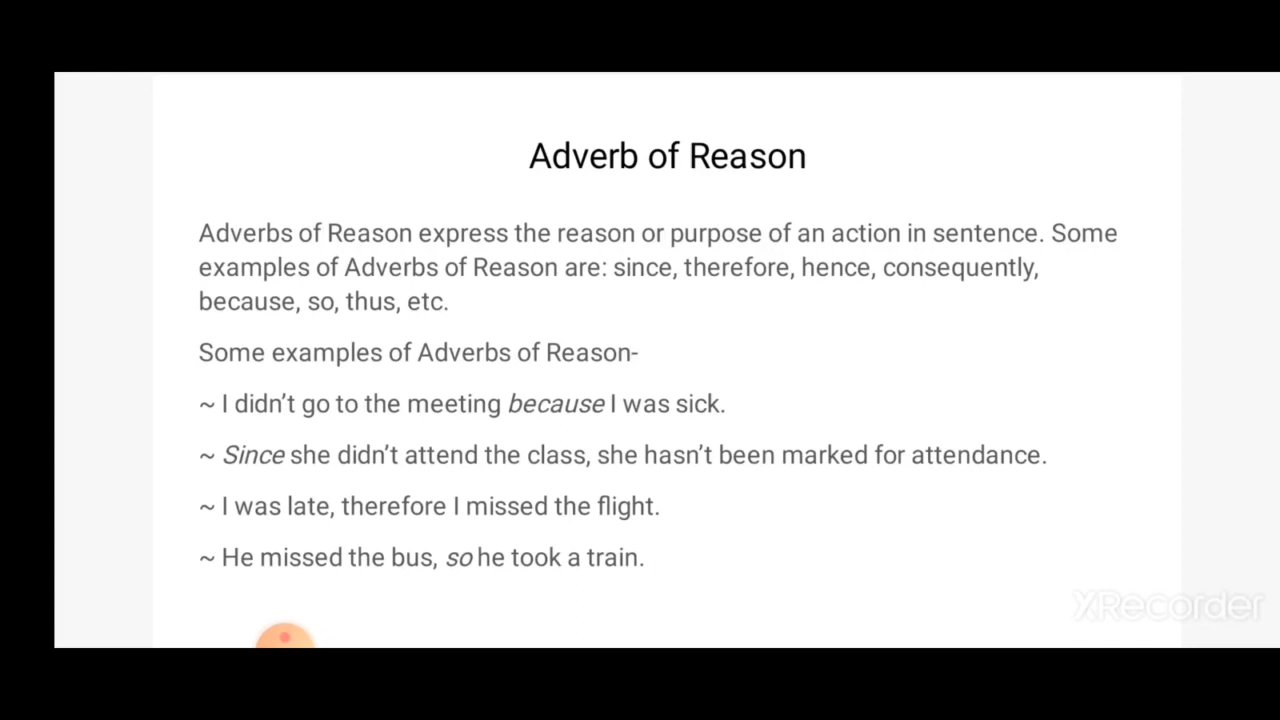 Adverb of Reason
Adverbs of Reason express the reason or purpose of an action in sentence. Some
examples of Adverbs of Reason are: since, therefore, hence, consequently,
because, so, thus, etc.
Some examples of Adverbs of Reason-
~ I didn’t go to the meeting because I was sick.
~ Since she didn’t attend the class, she hasn’t been marked for attendance.
~ I was late, therefore I missed the flight.
~ He missed the bus, so he took a train.
XRecorder